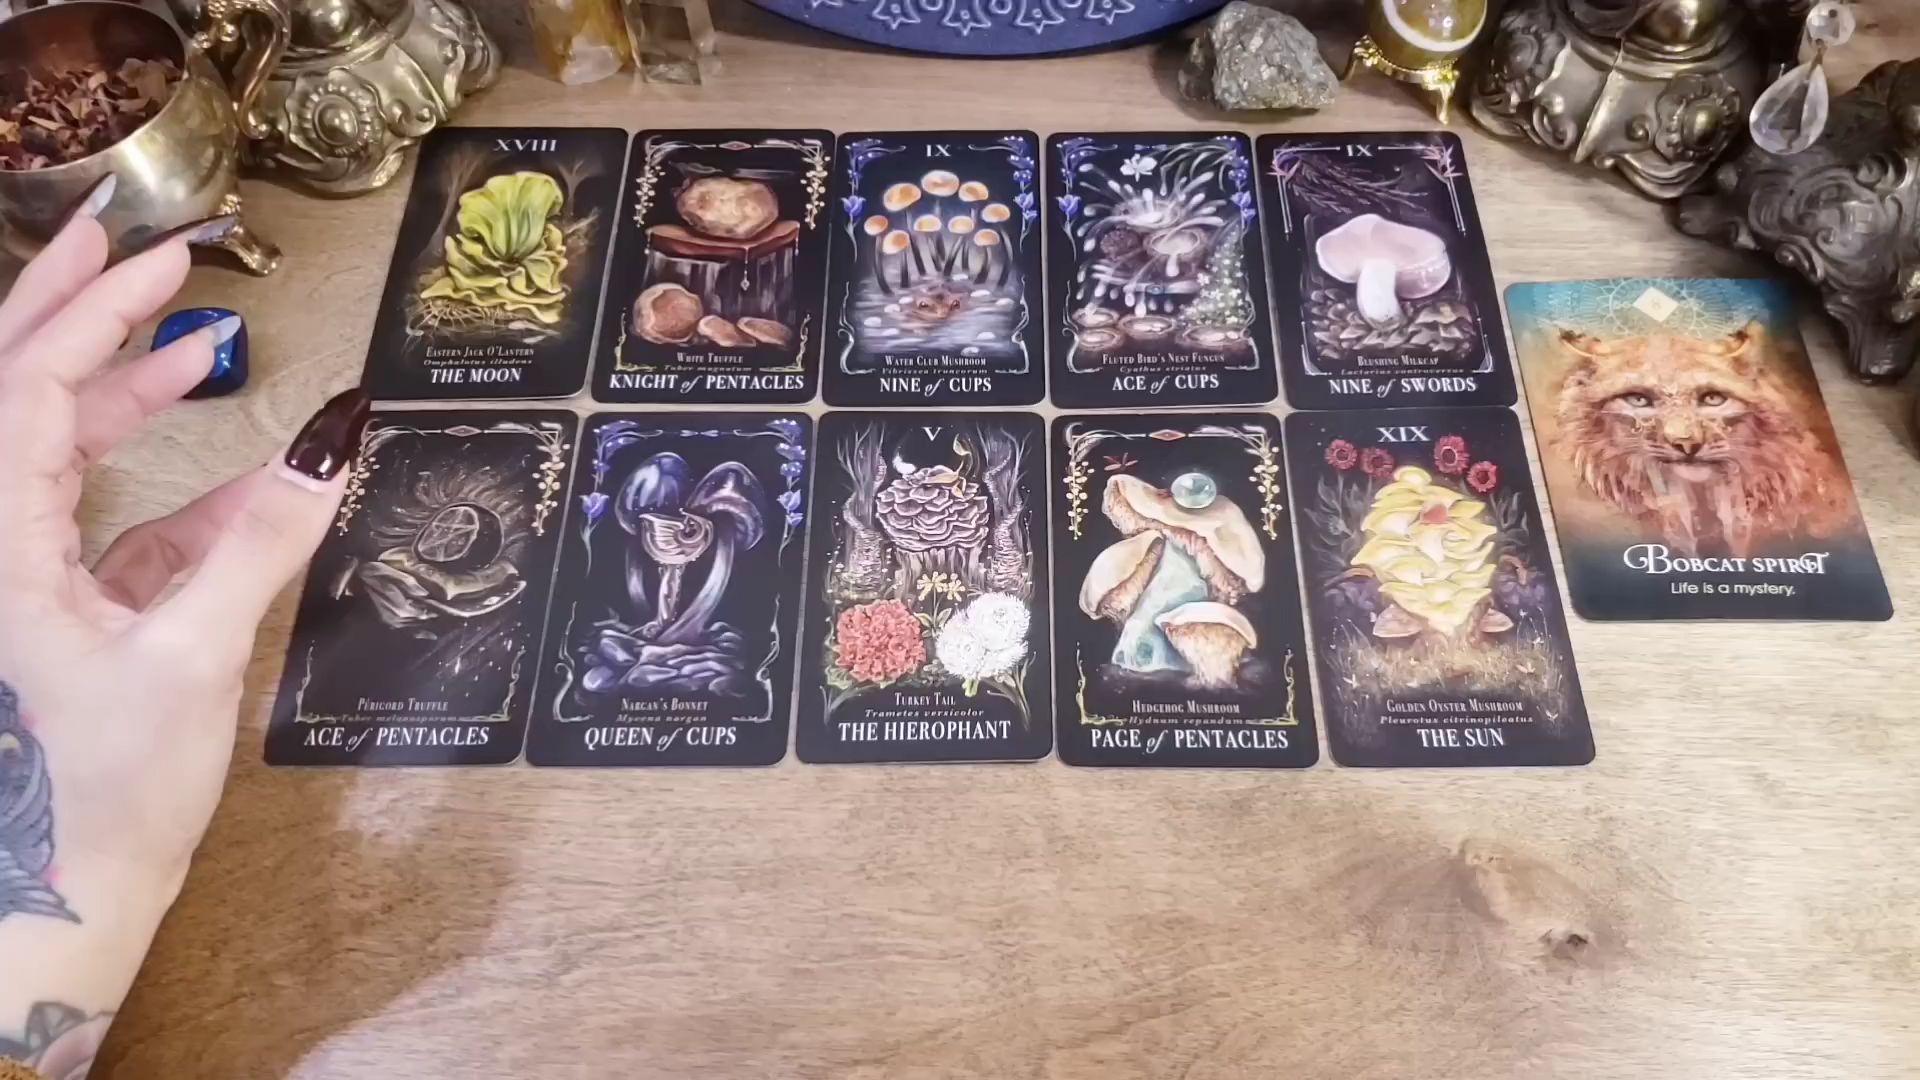 XVIII
EASTERN JACK O'LANTERN
Omphalotus illudens
THE MOON
WHITE TRUFFLE
Tuber magnatum
KNIGHT of PENTACLES
IX
WATER CLUB MUSHROOM
Vibrissea truncorum
NINE of CUPS
FLUTED BIRD'S NEST FUNGUS
Cyathus striatus
ACE of CUPS
IX
BLUSHING MILKCAP
Lactarius controversus
NINE of SWORDS
PÉRIGORD TRUFFLE
Tuber melanosporum
ACE of PENTACLES
NARGAN'S BONNET
Mycena nargan
QUEEN of CUPS
V
TURKEY TAIL
Trametes versicolor
THE HIEROPHANT
HEDGEHOG MUSHROOM
Hydnum repandum
PAGE of PENTACLES
XIX
GOLDEN OYSTER MUSHROOM
Pleurotus citrinopileatus
THE SUN
BOBCAT SPIRIT
Life is a mystery.